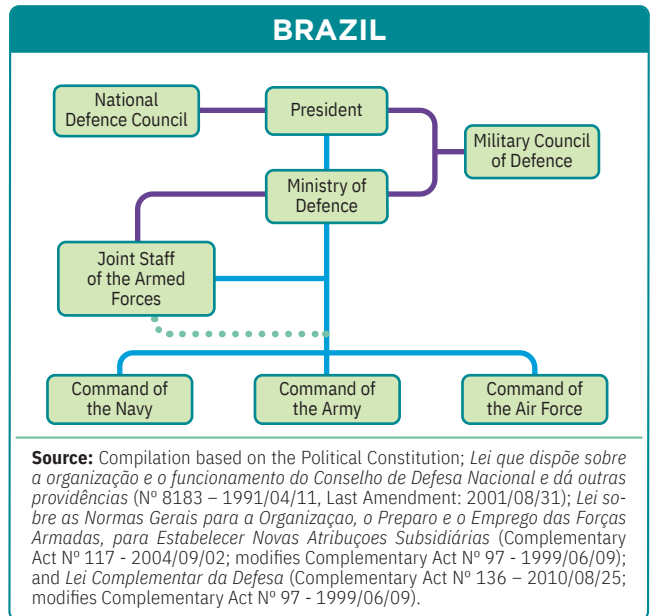 BRAZIL
National
Defence Council
President
Military Council
of Defence
Ministry of
Defence
Joint Staff
of the Armed
Forces
Command of
the Navy
Command of
the Army
Command of
the Air Force
Source: Compilation based on the Political Constitution; Lei que dispõe sobre
a organização e o funcionamento do Conselho de Defesa Nacional e dá outras
providências (Nº 8183 – 1991/04/11, Last Amendment: 2001/08/31); Lei so-
bre as Normas Gerais para a Organizaçao, o Preparo e o Emprego das Forças
Armadas, para Estabelecer Novas Atribuçoes Subsidiárias (Complementary
Act Nº 117 - 2004/09/02; modifies Complementary Act Nº 97 - 1999/06/09);
and Lei Complementar da Defesa (Complementary Act Nº 136 – 2010/08/25;
modifies Complementary Act Nº 97 - 1999/06/09).